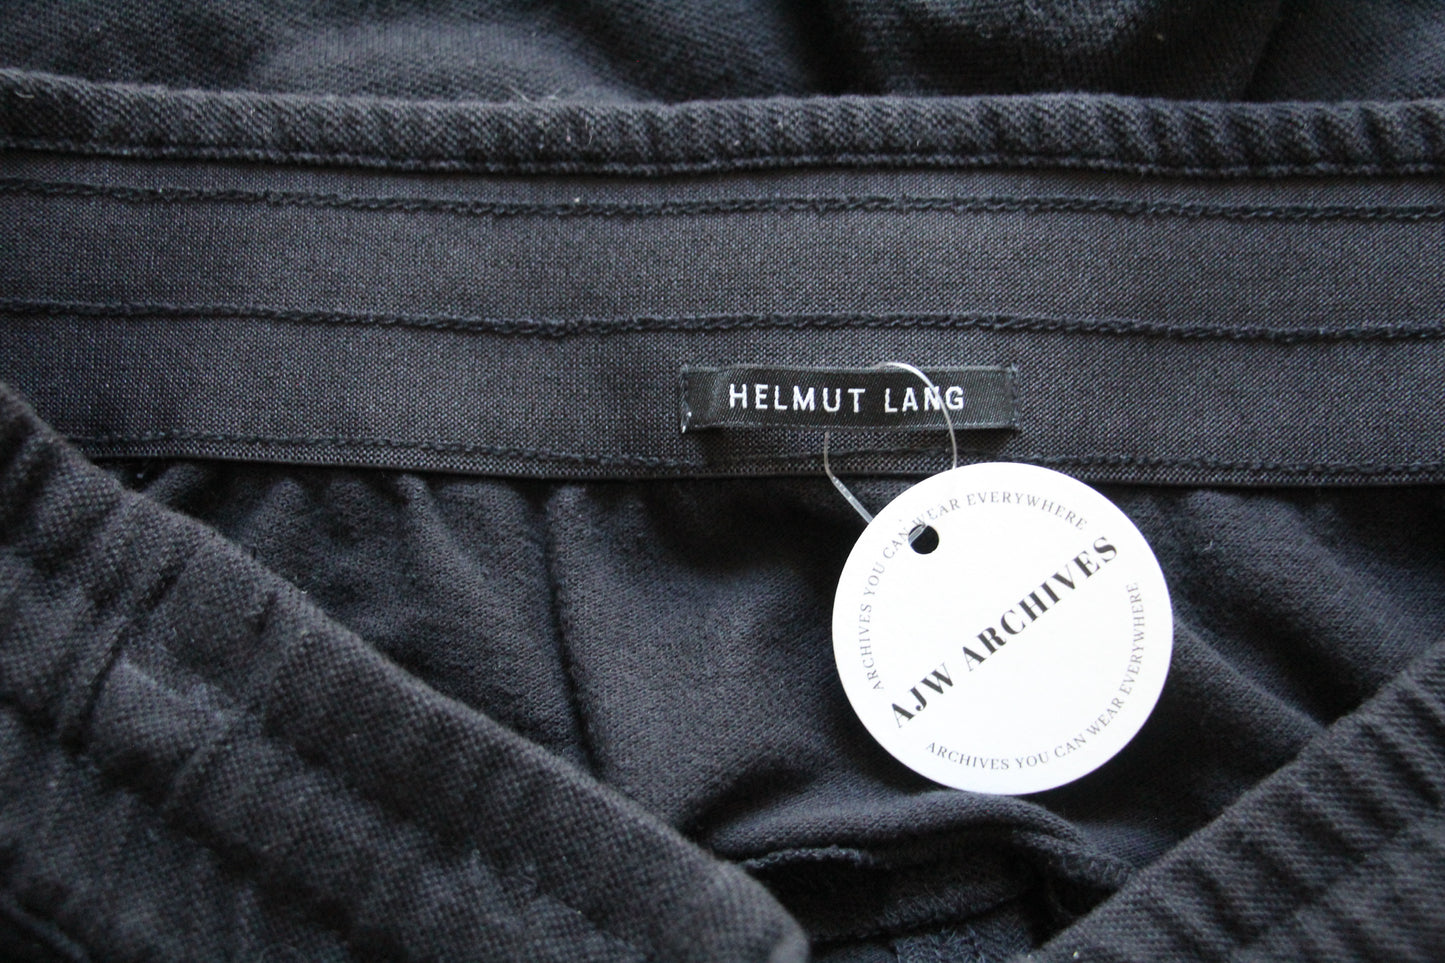 HELMUT LANG
ARCHIVES YOU CAN WEAR EVERYWHERE
AJW ARCHIVES
ARCHIVES YOU CAN WEAR EVERYWHERE